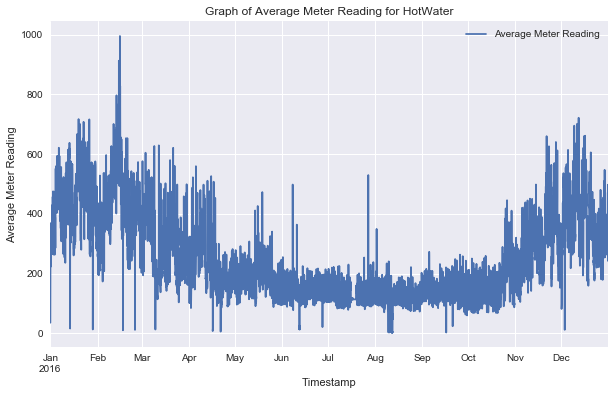 Graph of Average Meter Reading for HotWater
Average Meter Reading
1000
800
600
400
200
0
Average Meter Reading
Jan Feb Mar Apr May Jun Jul Aug Sep Oct Nov Dec
2016
Timestamp